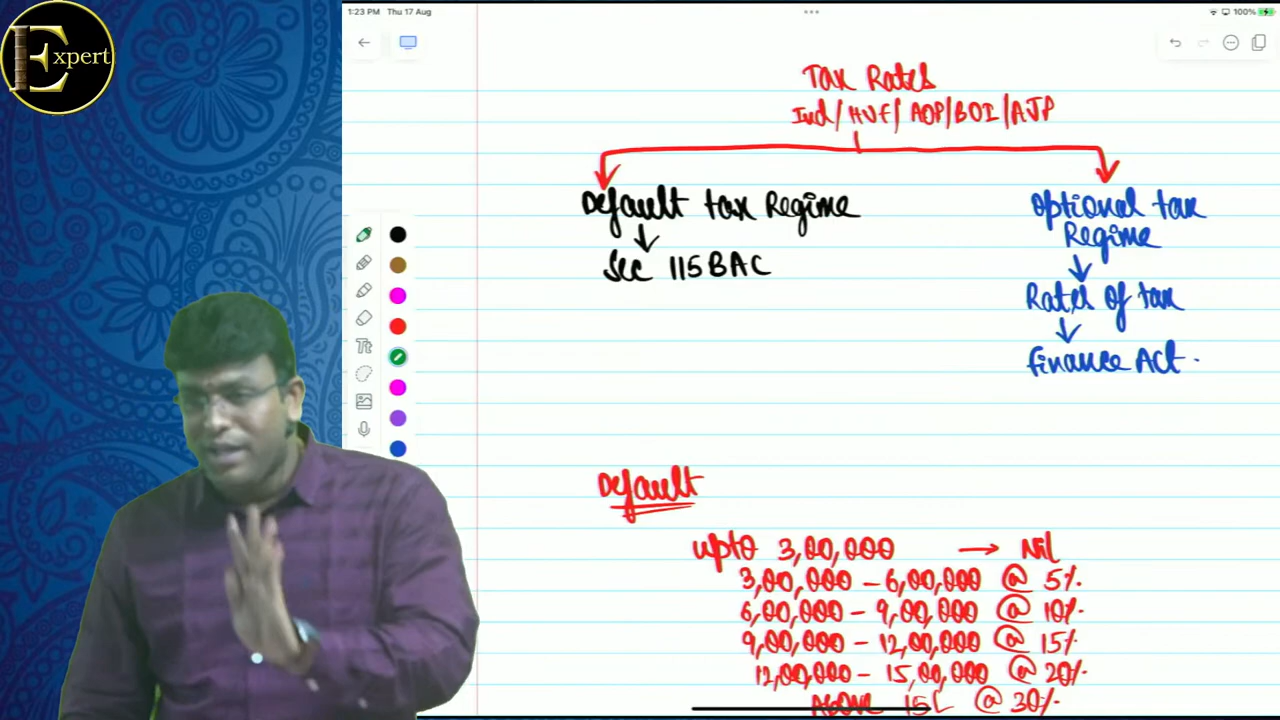 Expert
1:23 PM Thu 17 Aug
100%
Tax Rates
Ind/HUF/AOP/BOI/AJP
Default tax Regime
Sec 115BAC
Optional tax
Regime
Rates of tax
Finance Act.
Tt
Default
upto 3,00,000 → Nil
3,00,000 - 6,00,000 @ 5%
6,00,000 - 9,00,000 @ 10%
9,00,000 - 12,00,000 @ 15%
12,00,000 - 15,00,000 @ 20%
Above 15L @ 30%